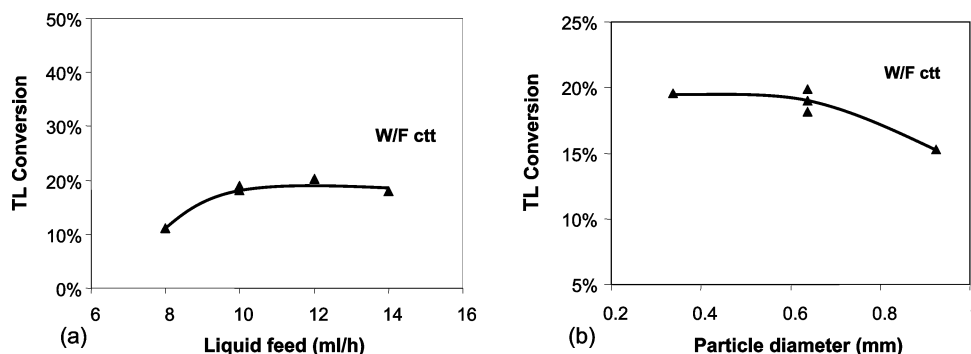 50%
40%
30%
20%
10%
0%
TL Conversion
W/F ctt
6 8 10 12 14 16
(a) Liquid feed (ml/h)
25%
20%
15%
10%
5%
TL Conversion
W/F ctt
0.2 0.4 0.6 0.8
(b) Particle diameter (mm)